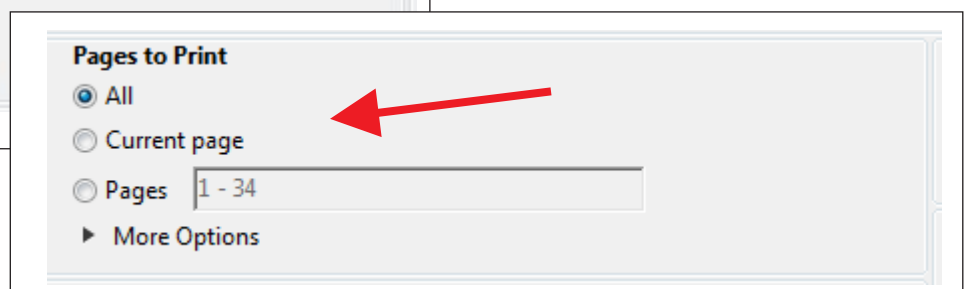 Pages to Print
All
Current page
Pages 1 - 34
More Options